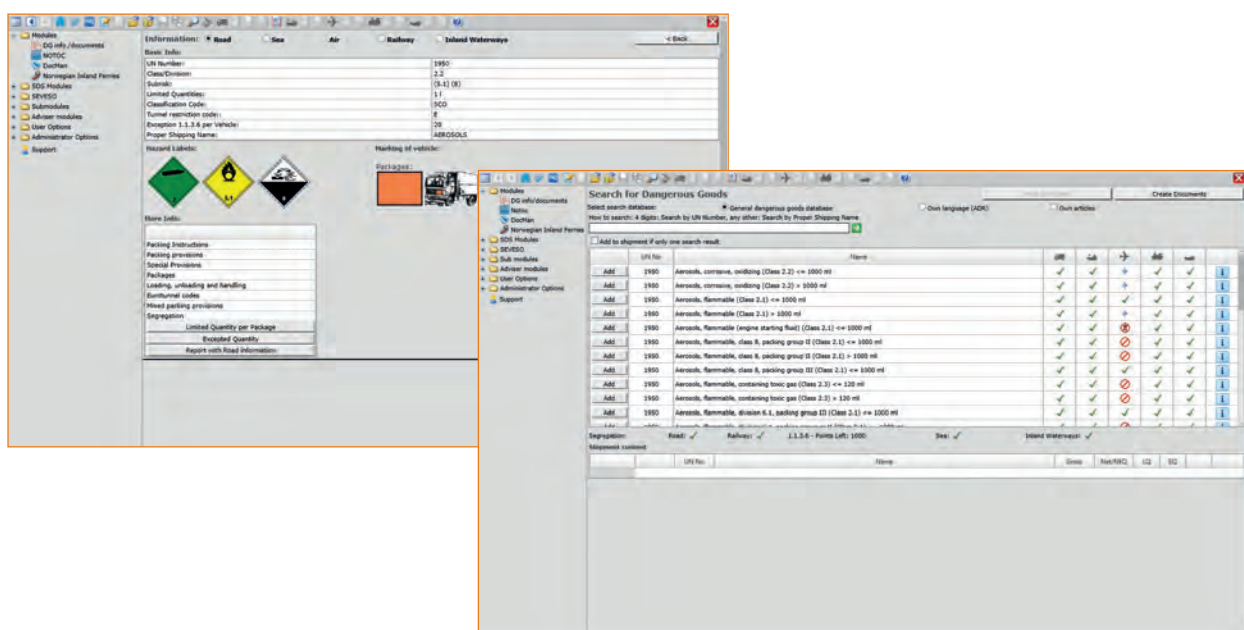 Modules
DG info./documents
NOTOC
DocMan
Norwegian Inland Ferries
SDS Modules
SEVESO
Submodules
Adviser modules
User Options
Administrator Options
Support
Information: Road Sea Air Railway Inland Waterways < Back
Basic Info:
UN Number: 1950
Class/Division: 2.2
Subrisk: (5.1) (8)
Limited Quantities: 1 l
Classification Code: 5CO
Tunnel restriction code: E
Exception 1.1.3.6 per Vehicle: 20
Proper Shipping Name: AEROSOLS
Hazard Labels: Marking of vehicle:
Packages:
2
5.1
8
More Info:
Packing Instructions
Packing provisions
Special Provisions
Packages
Loading, unloading and handling
Eurotunnel codes
Mixed packing provisions
Segregation
Limited Quantity per Package
Excepted Quantity
Report with Road information
Modules
DG info/documents
Notoc
DocMan
Norwegian Inland Ferries
SDS Modules
SEVESO
Sub modules
Adviser modules
User Options
Administrator Options
Support
Search for Dangerous Goods Create Documents
Select search database: General dangerous goods database Own language (ADR) Own articles
How to search: 4 digits: Search by UN Number, any other: Search by Proper Shipping Name
Add to shipment if only one search result
UN No Name
Add 1950 Aerosols, corrosive, oxidizing (Class 2.2) <= 1000 ml i
Add 1950 Aerosols, corrosive, oxidizing (Class 2.2) > 1000 ml i
Add 1950 Aerosols, flammable (Class 2.1) <= 1000 ml i
Add 1950 Aerosols, flammable (Class 2.1) > 1000 ml i
Add 1950 Aerosols, flammable (engine starting fluid) (Class 2.1) <= 1000 ml i
Add 1950 Aerosols, flammable, class 8, packing group II (Class 2.1) <= 1000 ml i
Add 1950 Aerosols, flammable, class 8, packing group II (Class 2.1) > 1000 ml i
Add 1950 Aerosols, flammable, class 8, packing group III (Class 2.1) <= 1000 ml i
Add 1950 Aerosols, flammable, containing toxic gas (Class 2.3) <= 120 ml i
Add 1950 Aerosols, flammable, containing toxic gas (Class 2.3) > 120 ml i
Add 1950 Aerosols, flammable, division 6.1, packing group III (Class 2.1) <= 1000 ml i
Segregation: Road: Railway: 1.1.3.6 - Points Left: 1000 Sea: Inland Waterways:
Shipment content
UN No Name Gross Net/NEQ LQ EQ